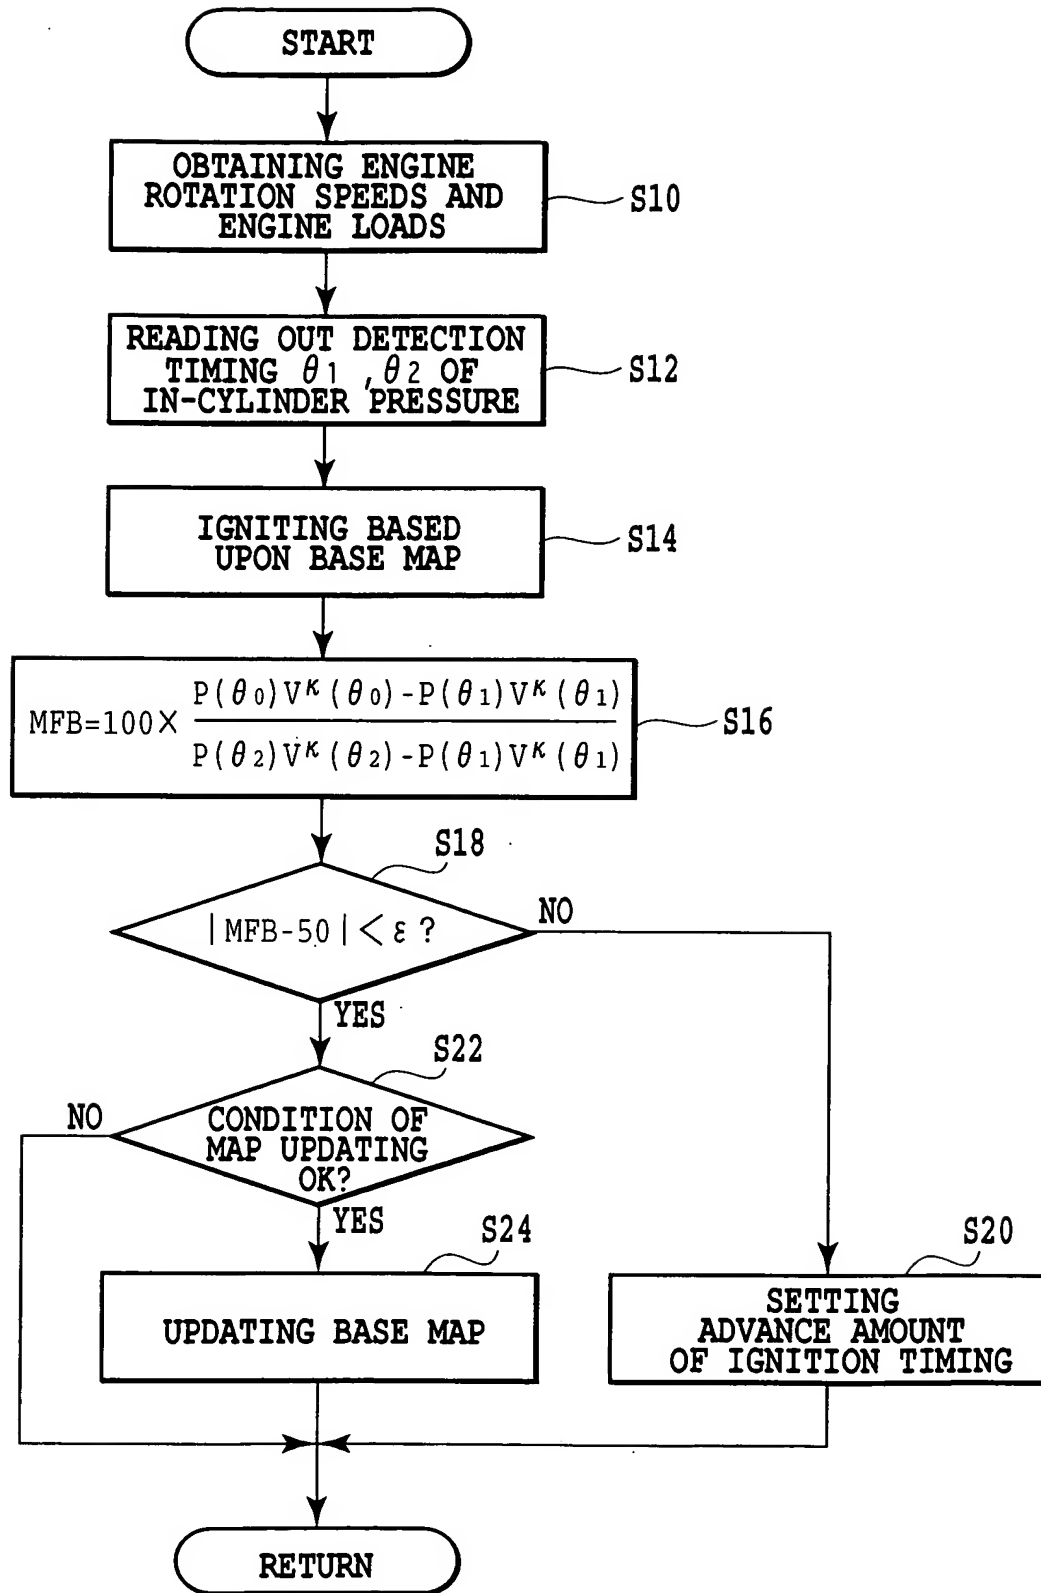 START
OBTAINING ENGINE
ROTATION SPEEDS AND
ENGINE LOADS
S10
READING OUT DETECTION
TIMING θ1 ,θ2 OF
IN-CYLINDER PRESSURE
S12
IGNITING BASED
UPON BASE MAP
S14
MFB=100× P(θ0)V^κ(θ0)-P(θ1)V^κ(θ1)
P(θ2)V^κ(θ2)-P(θ1)V^κ(θ1)
S16
S18
|MFB-50|<ε?
NO
YES
S22
NO
CONDITION OF
MAP UPDATING
OK?
YES
S24
UPDATING BASE MAP
S20
SETTING
ADVANCE AMOUNT
OF IGNITION TIMING
RETURN